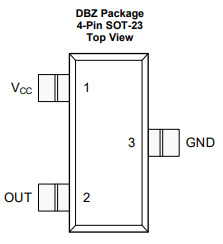 DBZ Package
4-Pin SOT-23
Top View
VCC 1
3 GND
OUT 2